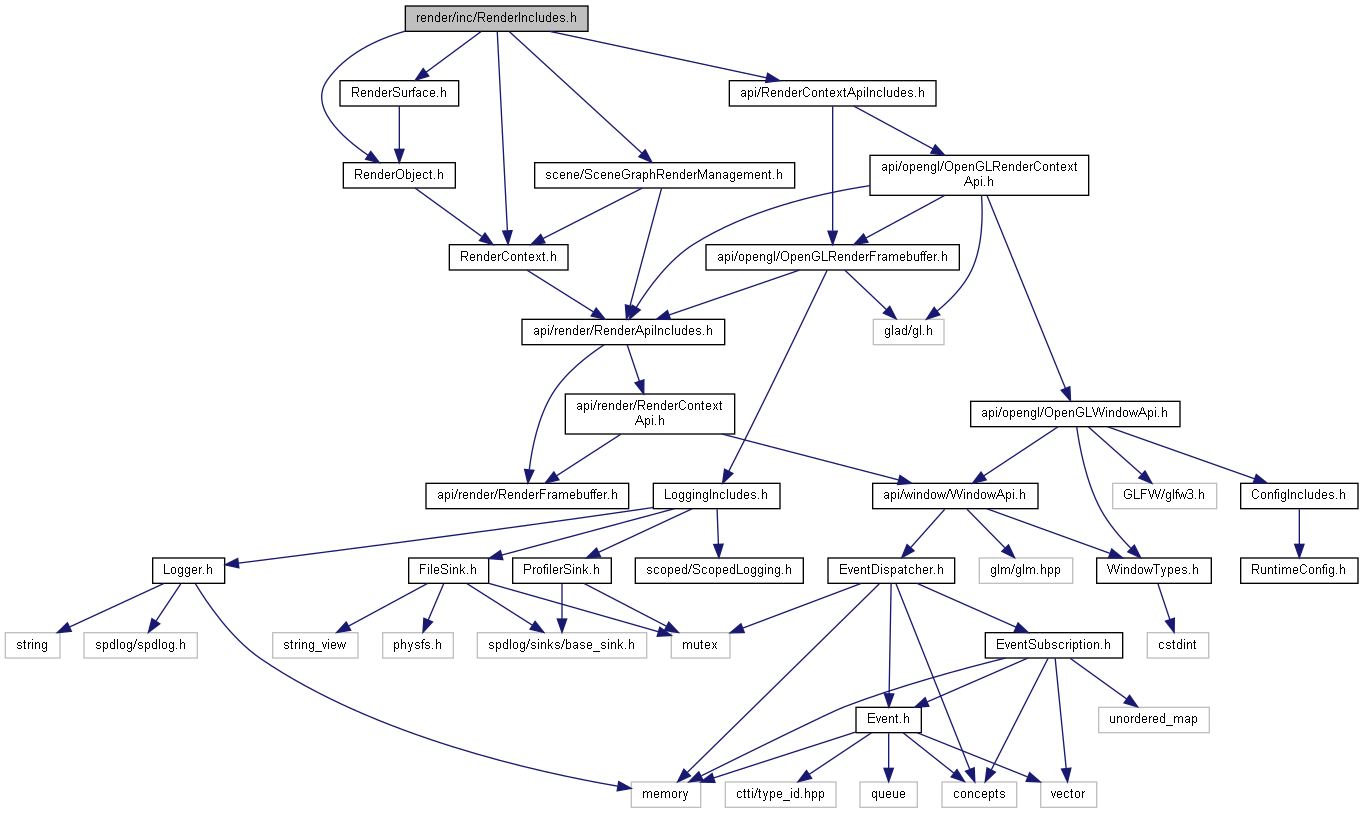 render/inc/RenderIncludes.h
RenderSurface.h
api/RenderContextApiIncludes.h
RenderObject.h
scene/SceneGraphRenderManagement.h
api/opengl/OpenGLRenderContext
Api.h
RenderContext.h
api/opengl/OpenGLRenderFramebuffer.h
api/render/RenderApiIncludes.h
glad/gl.h
api/render/RenderContext
Api.h
api/opengl/OpenGLWindowApi.h
api/render/RenderFramebuffer.h
LoggingIncludes.h
api/window/WindowApi.h
GLFW/glfw3.h
ConfigIncludes.h
Logger.h
FileSink.h
ProfilerSink.h
scoped/ScopedLogging.h
EventDispatcher.h
glm/glm.hpp
WindowTypes.h
RuntimeConfig.h
string
spdlog/spdlog.h
string_view
physfs.h
spdlog/sinks/base_sink.h
mutex
EventSubscription.h
cstdint
Event.h
unordered_map
memory
ctti/type_id.hpp
queue
concepts
vector